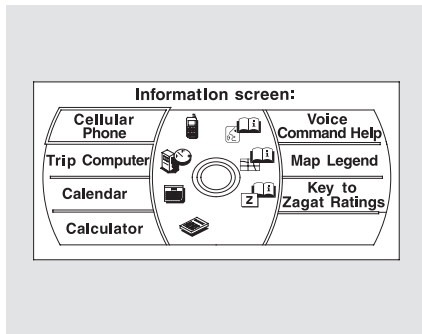 Information screen:
Cellular
Phone
Trip Computer
Calendar
Calculator
Voice
Command Help
Map Legend
Key to
Zagat Ratings
Z